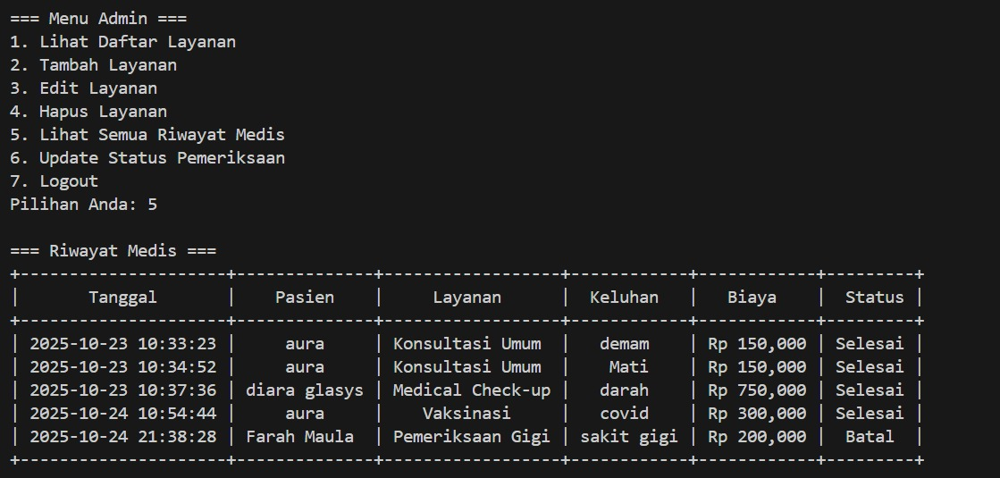 === Menu Admin ===
1. Lihat Daftar Layanan
2. Tambah Layanan
3. Edit Layanan
4. Hapus Layanan
5. Lihat Semua Riwayat Medis
6. Update Status Pemeriksaan
7. Logout
Pilihan Anda: 5

=== Riwayat Medis ===
+---------------------+--------------+------------------+------------+------------+---------+
|       Tanggal       |    Pasien    |     Layanan      |  Keluhan   |   Biaya    |  Status |
+---------------------+--------------+------------------+------------+------------+---------+
| 2025-10-23 10:33:23 |     aura     | Konsultasi Umum  |   demam    | Rp 150,000 | Selesai |
| 2025-10-23 10:34:52 |     aura     | Konsultasi Umum  |    Mati    | Rp 150,000 | Selesai |
| 2025-10-23 10:37:36 | diara glasys | Medical Check-up |   darah    | Rp 750,000 | Selesai |
| 2025-10-24 10:54:44 |     aura     |    Vaksinasi     |   covid    | Rp 300,000 | Selesai |
| 2025-10-24 21:38:28 | Farah Maula  | Pemeriksaan Gigi | sakit gigi | Rp 200,000 |  Batal  |
+---------------------+--------------+------------------+------------+------------+---------+